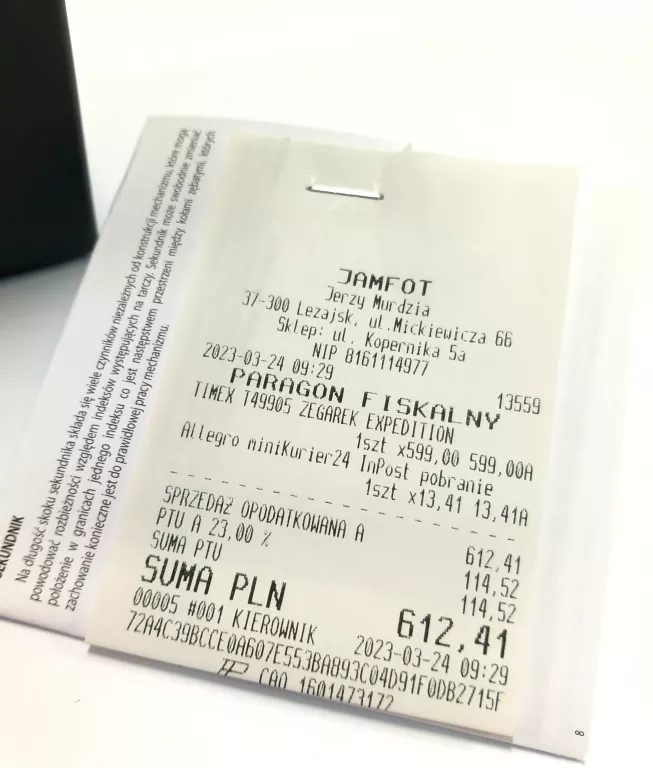 JAMFOT
Jerzy Murdzia
37-300 Lezajsk, ul.Mickiewicza 66
Sklep: ul. Kopernika 5a
NIP 8161114977
2023-03-24 09:29 13559
PARAGON FISKALNY
TIMEX T49905 ZEGAREK EXPEDITION
1szt x599,00 599,00A
Allegro miniKurier24 InPost pobranie
1szt x13,41 13,41A
SPRZEDAŻ OPODATKOWANA A 612,41
PTU A 23,00 % 114,52
SUMA PTU 114,52
SUMA PLN 612,41
00005 #001 KIEROWNIK 2023-03-24 09:29
72A4C39BCCE0A607E553BA893C04D91F0DB2715F
CAO 1601473172
SEKUNDNIK
Na długość skoku sekundnika składa się wiele czynników niezależnych od konstrukcji mechanizmu, które mogą
powodować rozbieżności względem indeksów występujących na tarczy. Sekundnik może swobodnie zmieniać
położenie w granicach jednego indeksu co jest następstwem przestrzeni między kołami zębatymi, których
zachowanie konieczne jest do prawidłowej pracy mechanizmu.
8